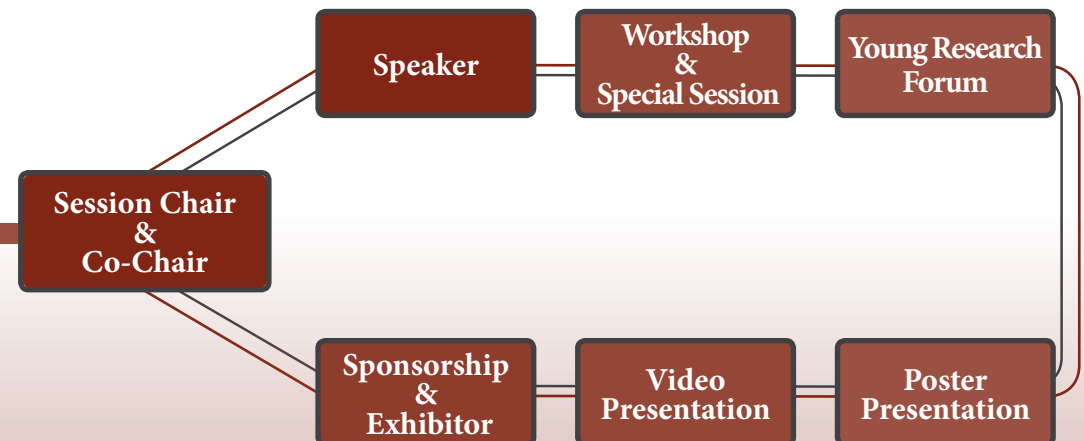 Speaker
Workshop
&
Special Session
Young Research
Forum
Session Chair
&
Co-Chair
Sponsorship
&
Exhibitor
Video
Presentation
Poster
Presentation